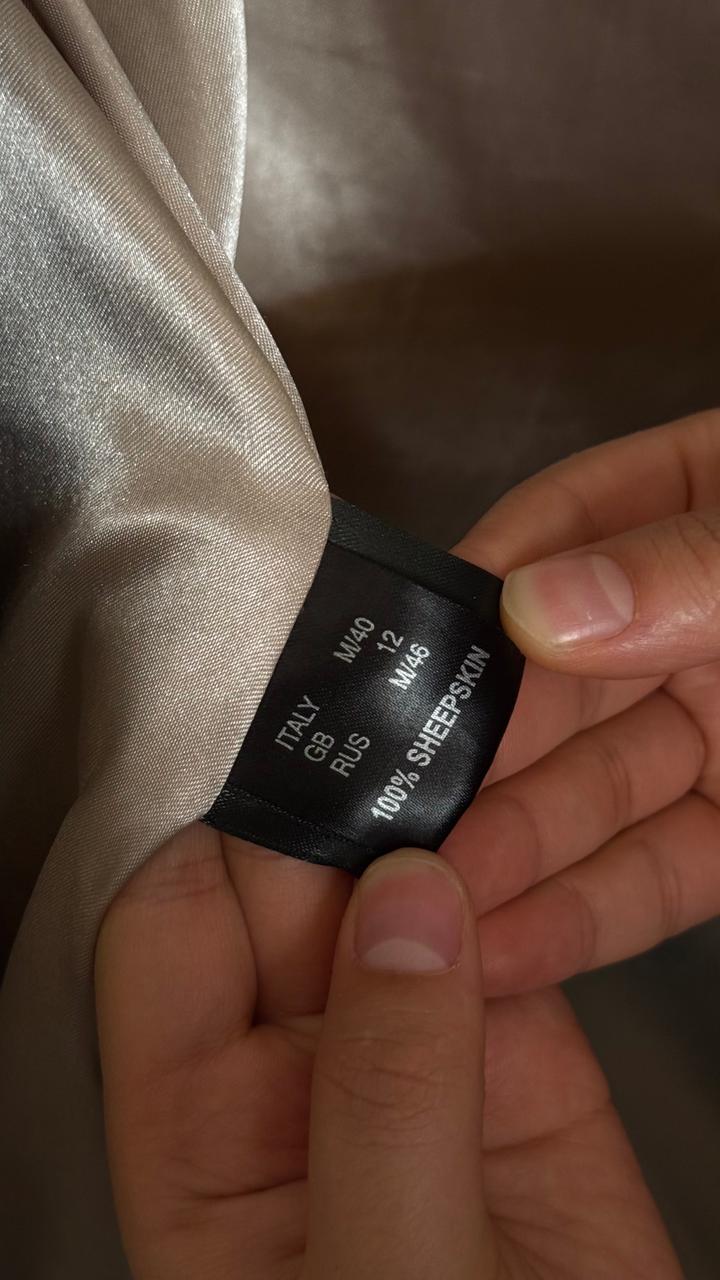 ITALY M/40
GB 12
RUS M/46
100% SHEEPSKIN